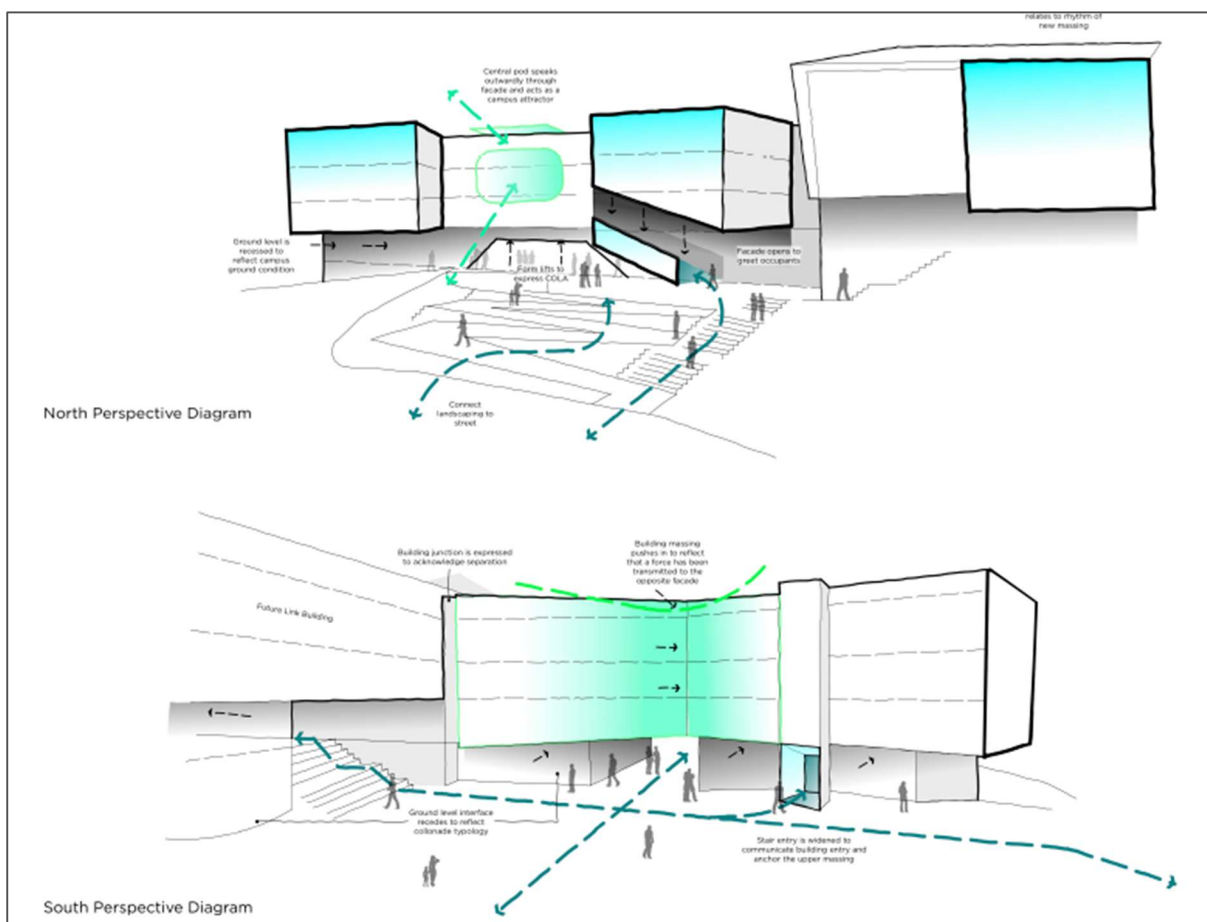 relates to rhythm of
new massing
Central pod speaks
outwardly through
facade and acts as a
campus attractor
Ground level is
recessed to
reflect campus
ground condition
Form lifts to
express COLA
Facade opens to
greet occupants
Connect
landscaping to
street
North Perspective Diagram
Building junction is expressed
to acknowledge separation
Building massing
pushes in to reflect
that a force has been
transmitted to the
opposite facade
Future Link Building
Ground level interface
recedes to reflect
collonade typology
Stair entry is widened to
communicate building entry and
anchor the upper massing
South Perspective Diagram